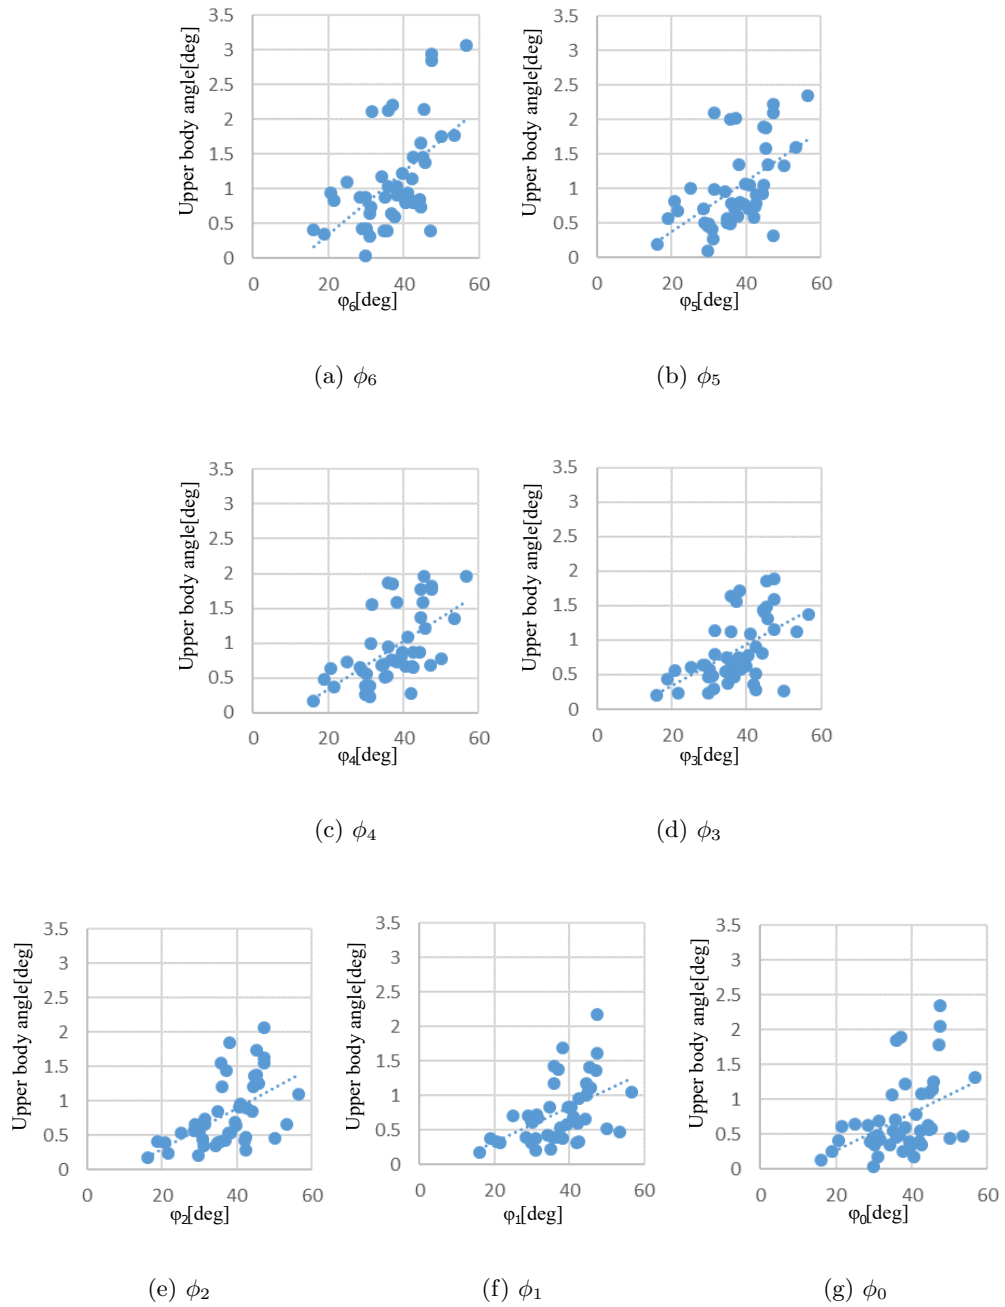 Upper body angle[deg]
3.5
3
2.5
2
1.5
1
0.5
0
0 20 40 60
φ6[deg]
(a) ϕ6
Upper body angle[deg]
3.5
3
2.5
2
1.5
1
0.5
0
0 20 40 60
φ5[deg]
(b) ϕ5
Upper body angle[deg]
3.5
3
2.5
2
1.5
1
0.5
0
0 20 40 60
φ4[deg]
(c) ϕ4
Upper body angle[deg]
3.5
3
2.5
2
1.5
1
0.5
0
0 20 40 60
φ3[deg]
(d) ϕ3
Upper body angle[deg]
3.5
3
2.5
2
1.5
1
0.5
0
0 20 40 60
φ2[deg]
(e) ϕ2
Upper body angle[deg]
3.5
3
2.5
2
1.5
1
0.5
0
0 20 40 60
φ1[deg]
(f) ϕ1
Upper body angle[deg]
3.5
3
2.5
2
1.5
1
0.5
0
0 20 40 60
φ0[deg]
(g) ϕ0